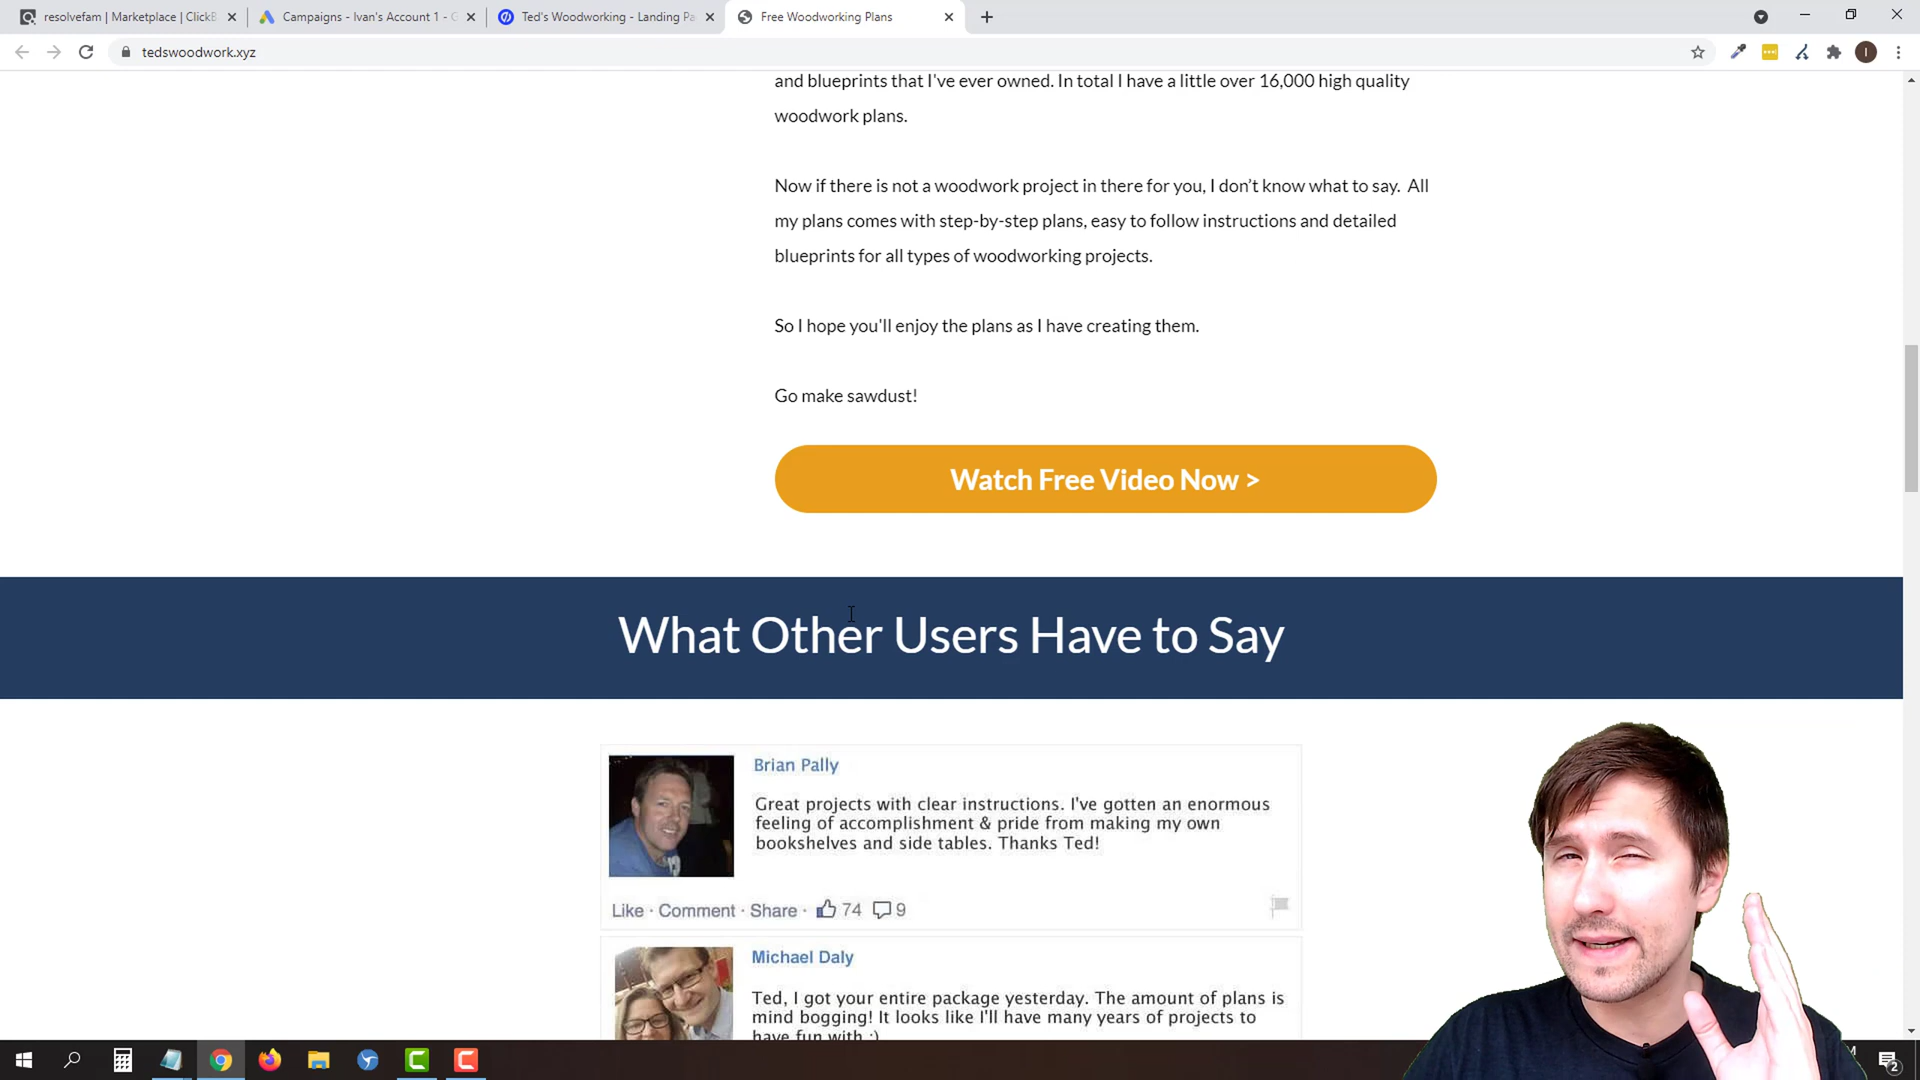 resolvefam | Marketplace | ClickB
Campaigns - Ivan's Account 1 - G
Ted's Woodworking - Landing Pa
Free Woodworking Plans
tedswoodwork.xyz
I
and blueprints that I've ever owned. In total I have a little over 16,000 high quality
woodwork plans.
Now if there is not a woodwork project in there for you, I don't know what to say. All
my plans comes with step-by-step plans, easy to follow instructions and detailed
blueprints for all types of woodworking projects.
So I hope you'll enjoy the plans as I have creating them.
Go make sawdust!
Watch Free Video Now >
What Other Users Have to Say
Brian Pally
Great projects with clear instructions. I've gotten an enormous
feeling of accomplishment & pride from making my own
bookshelves and side tables. Thanks Ted!
Like · Comment · Share · 74 9
Michael Daly
Ted, I got your entire package yesterday. The amount of plans is
mind bogging! It looks like I'll have many years of projects to
have fun with :)
2